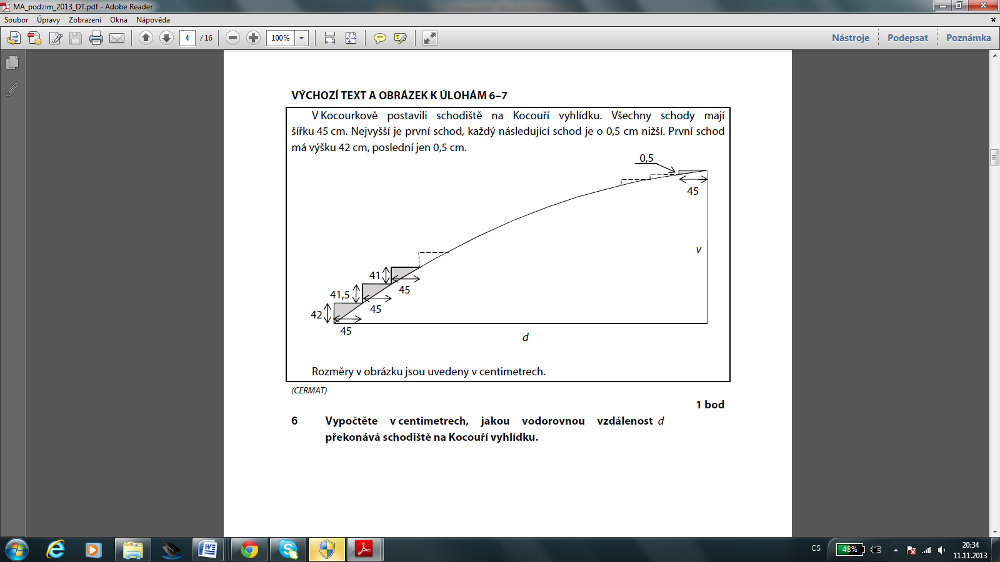 MA_podzim_2013_DT.pdf - Adobe Reader
Soubor Úpravy Zobrazení Okna Nápověda
4 / 16 100% Nástroje Podepsat Poznámka
VÝCHOZÍ TEXT A OBRÁZEK K ÚLOHÁM 6–7
V Kocourkově postavili schodiště na Kocouří vyhlídku. Všechny schody mají
šířku 45 cm. Nejvyšší je první schod, každý následující schod je o 0,5 cm nižší. První schod
má výšku 42 cm, poslední jen 0,5 cm.
0,5
45
v
41
45
41,5
45
42
45
d
Rozměry v obrázku jsou uvedeny v centimetrech.
(CERMAT)
1 bod
6 Vypočtěte v centimetrech, jakou vodorovnou vzdálenost d
překonává schodiště na Kocouří vyhlídku.
CS 48% 20:34
11.11.2013